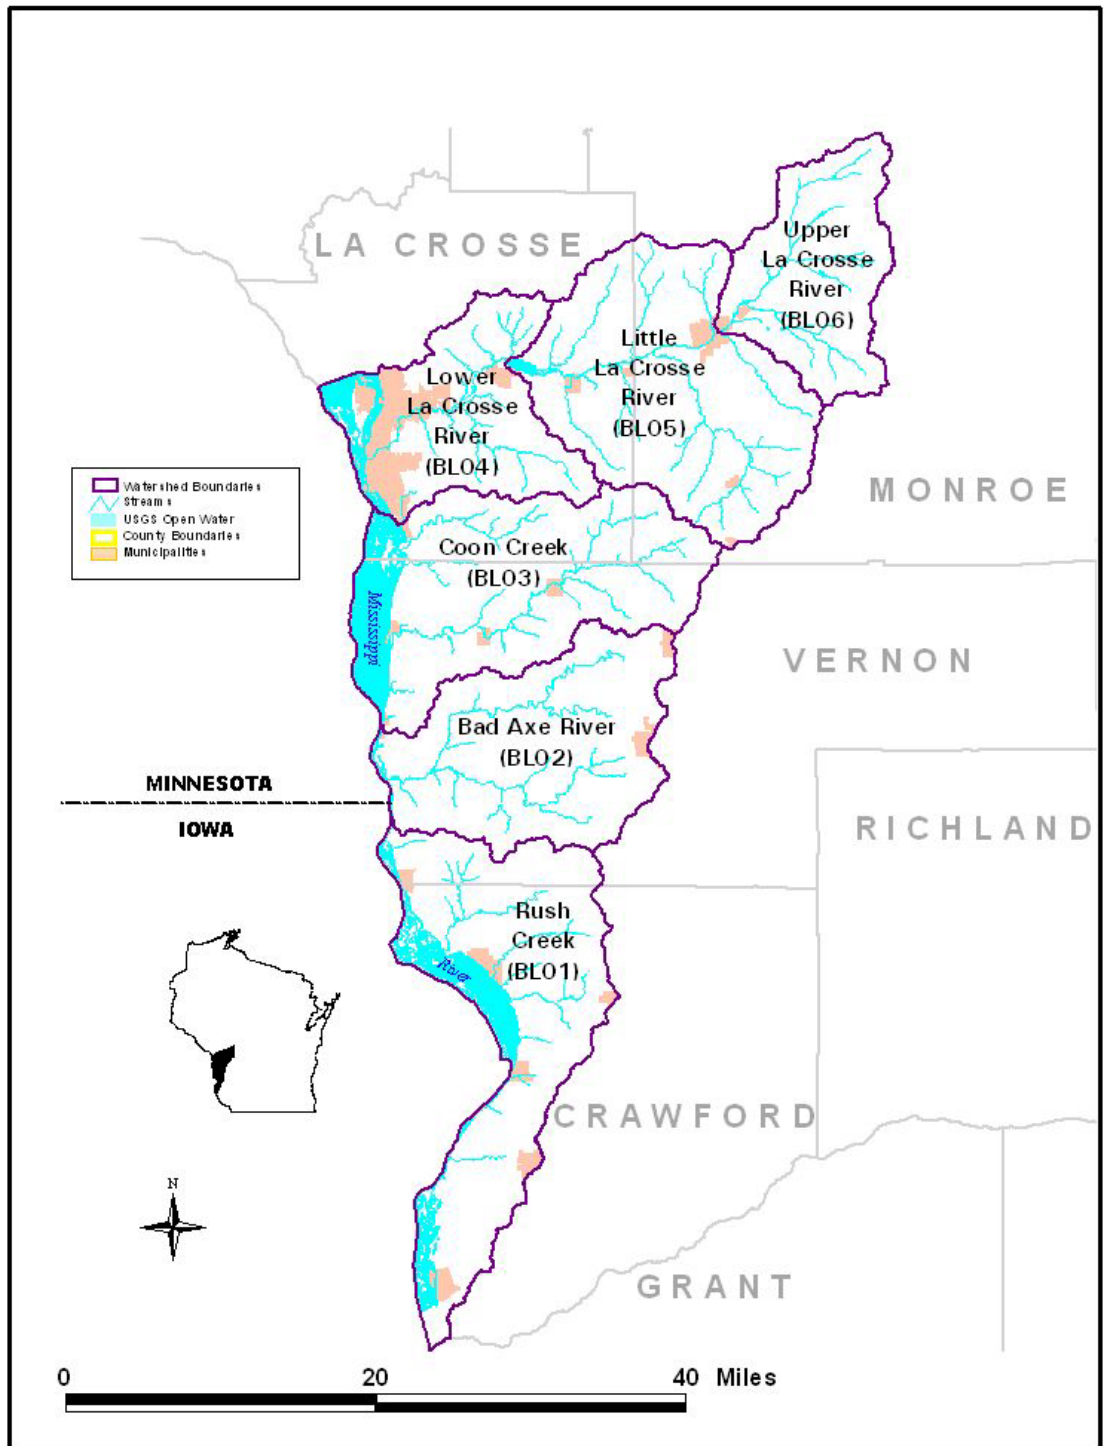 LA CROSSE
Upper
La Crosse
River
(BL06)
Little
La Crosse
River
(BL05)
Lower
La Crosse
River
(BL04)
Watershed Boundaries
Streams
USGS Open Water
County Boundaries
Municipalities
MONROE
Coon Creek
(BL03)
Mississippi
VERNON
Bad Axe River
(BL02)
MINNESOTA
IOWA
RICHLAND
Rush
Creek
(BL01)
River
CRAWFORD
N
GRANT
0 20 40 Miles